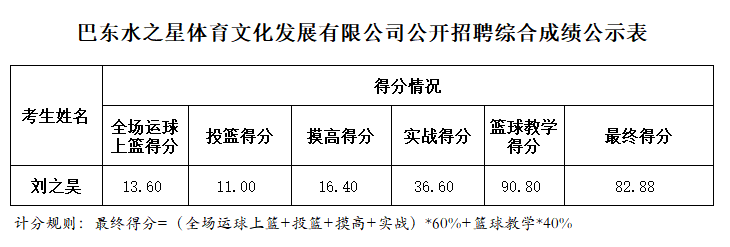 巴东水之星体育文化发展有限公司公开招聘综合成绩公示表
考生姓名 得分情况
全场运球上篮得分 投篮得分 摸高得分 实战得分 篮球教学得分 最终得分
刘之昊 13.60 11.00 16.40 36.60 90.80 82.88
计分规则：最终得分=（全场运球上篮+投篮+摸高+实战）*60%+篮球教学*40%